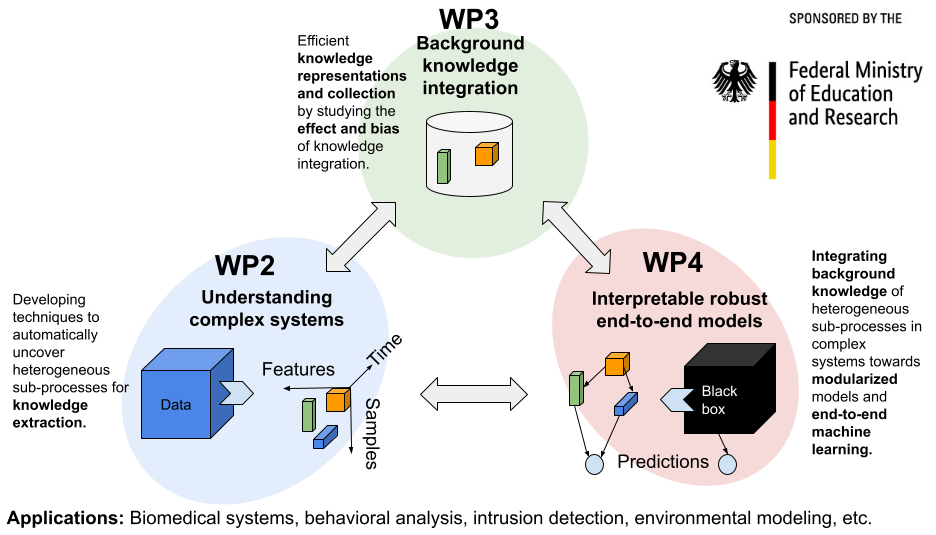 SPONSORED BY THE
Federal Ministry
of Education
and Research
WP3
Background
knowledge
integration
Efficient
knowledge
representations
and collection
by studying the
effect and bias
of knowledge
integration.
WP2
Understanding
complex systems
Developing
techniques to
automatically
uncover
heterogeneous
sub-processes for
knowledge
extraction.
Data
Features
Time
Samples
WP4
Interpretable robust
end-to-end models
Black
box
Predictions
Integrating
background
knowledge of
heterogeneous
sub-processes in
complex
systems towards
modularized
models and
end-to-end
machine
learning.
Applications: Biomedical systems, behavioral analysis, intrusion detection, environmental modeling, etc.